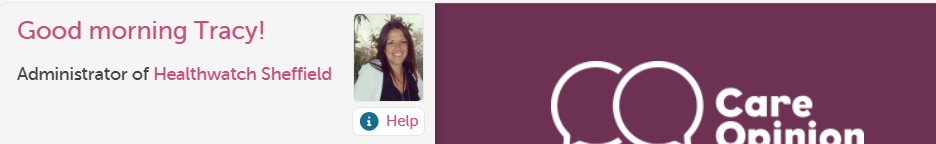 Good morning Tracy!
Administrator of Healthwatch Sheffield
Help
Care
Opinion